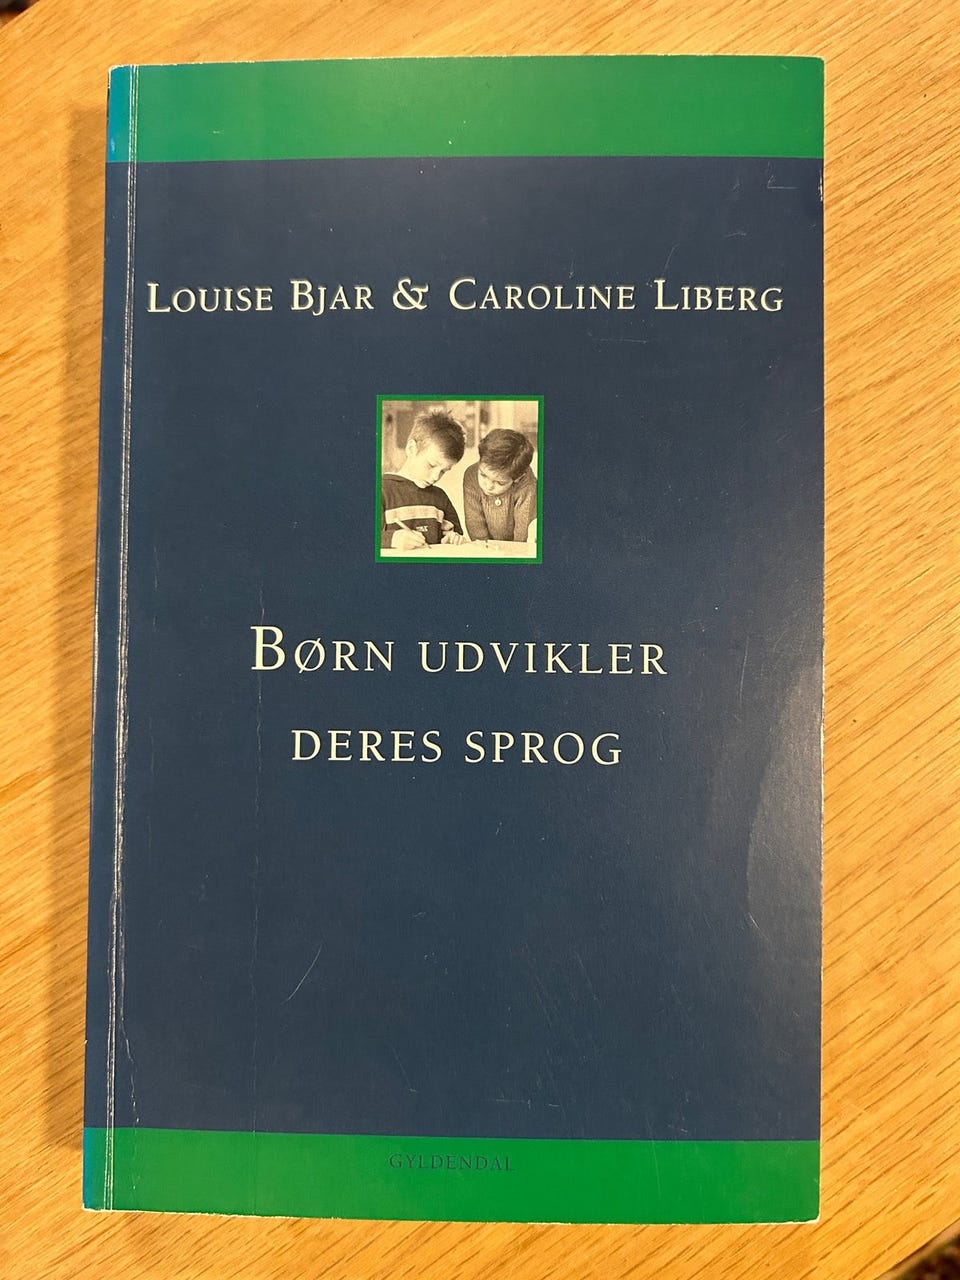 Louise Bjar & Caroline Liberg
Børn udvikler
deres sprog
GYLDENDAL